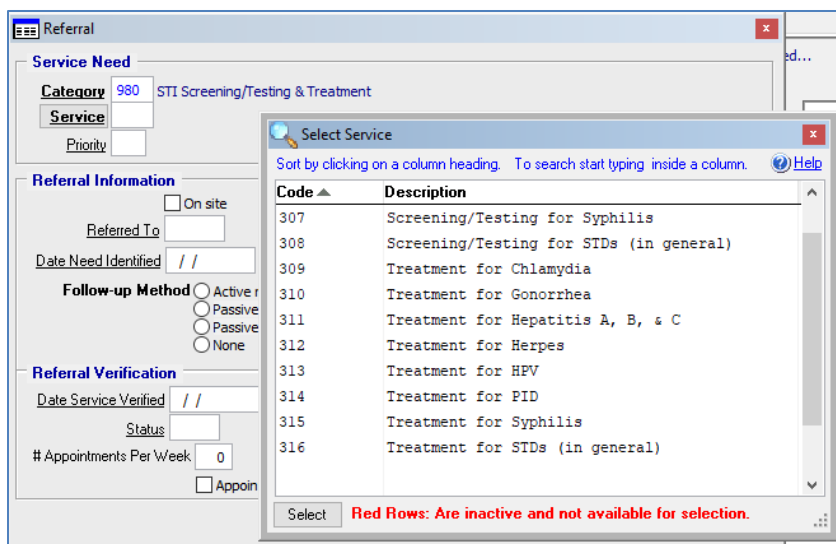 Referral
ed...
Service Need
Category 980 STI Screening/Testing & Treatment
Service
Priority
Referral Information
On site
Referred To
Date Need Identified / /
Follow-up Method Active
Passive
Passive
None
Referral Verification
Date Service Verified / /
Status
# Appointments Per Week 0
Appoin
Select Service
Sort by clicking on a column heading. To search start typing inside a column. Help
Code Description
307 Screening/Testing for Syphilis
308 Screening/Testing for STDs (in general)
309 Treatment for Chlamydia
310 Treatment for Gonorrhea
311 Treatment for Hepatitis A, B, & C
312 Treatment for Herpes
313 Treatment for HPV
314 Treatment for PID
315 Treatment for Syphilis
316 Treatment for STDs (in general)
Select Red Rows: Are inactive and not available for selection.